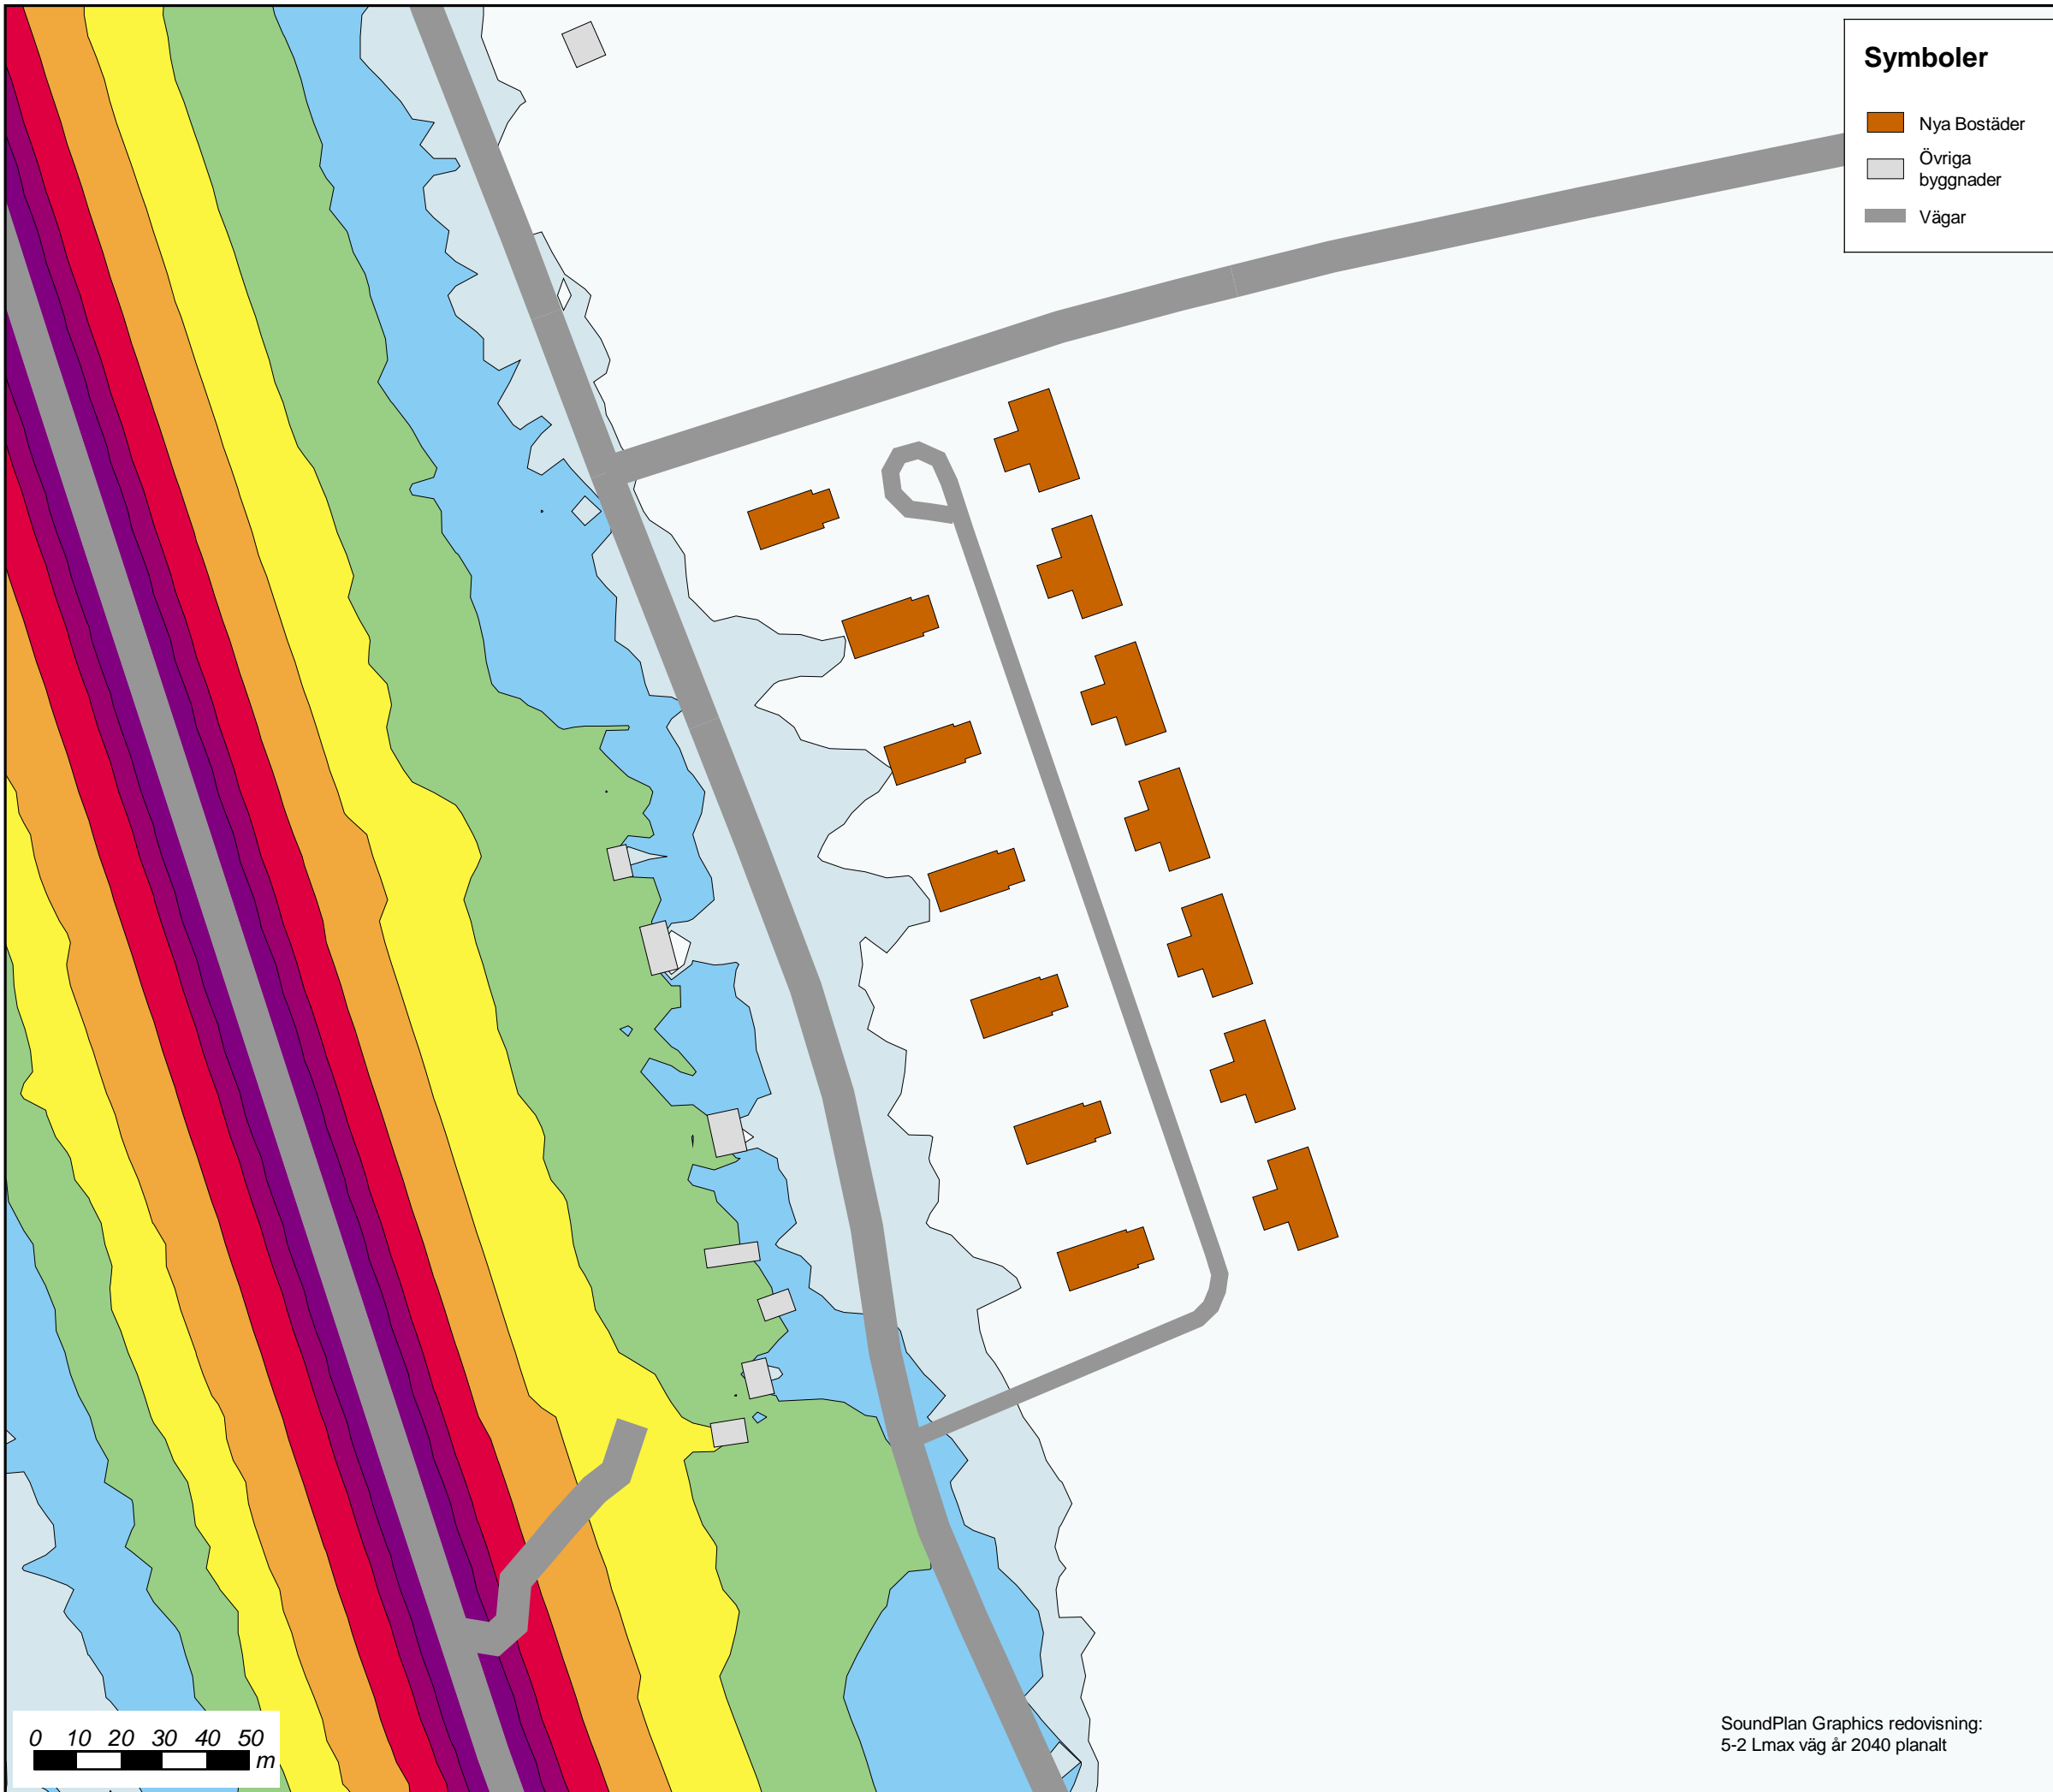 Symboler
Nya Bostäder
Övriga
byggnader
Vägar
0 10 20 30 40 50
m
SoundPlan Graphics redovisning:
5-2 Lmax väg år 2040 planalt